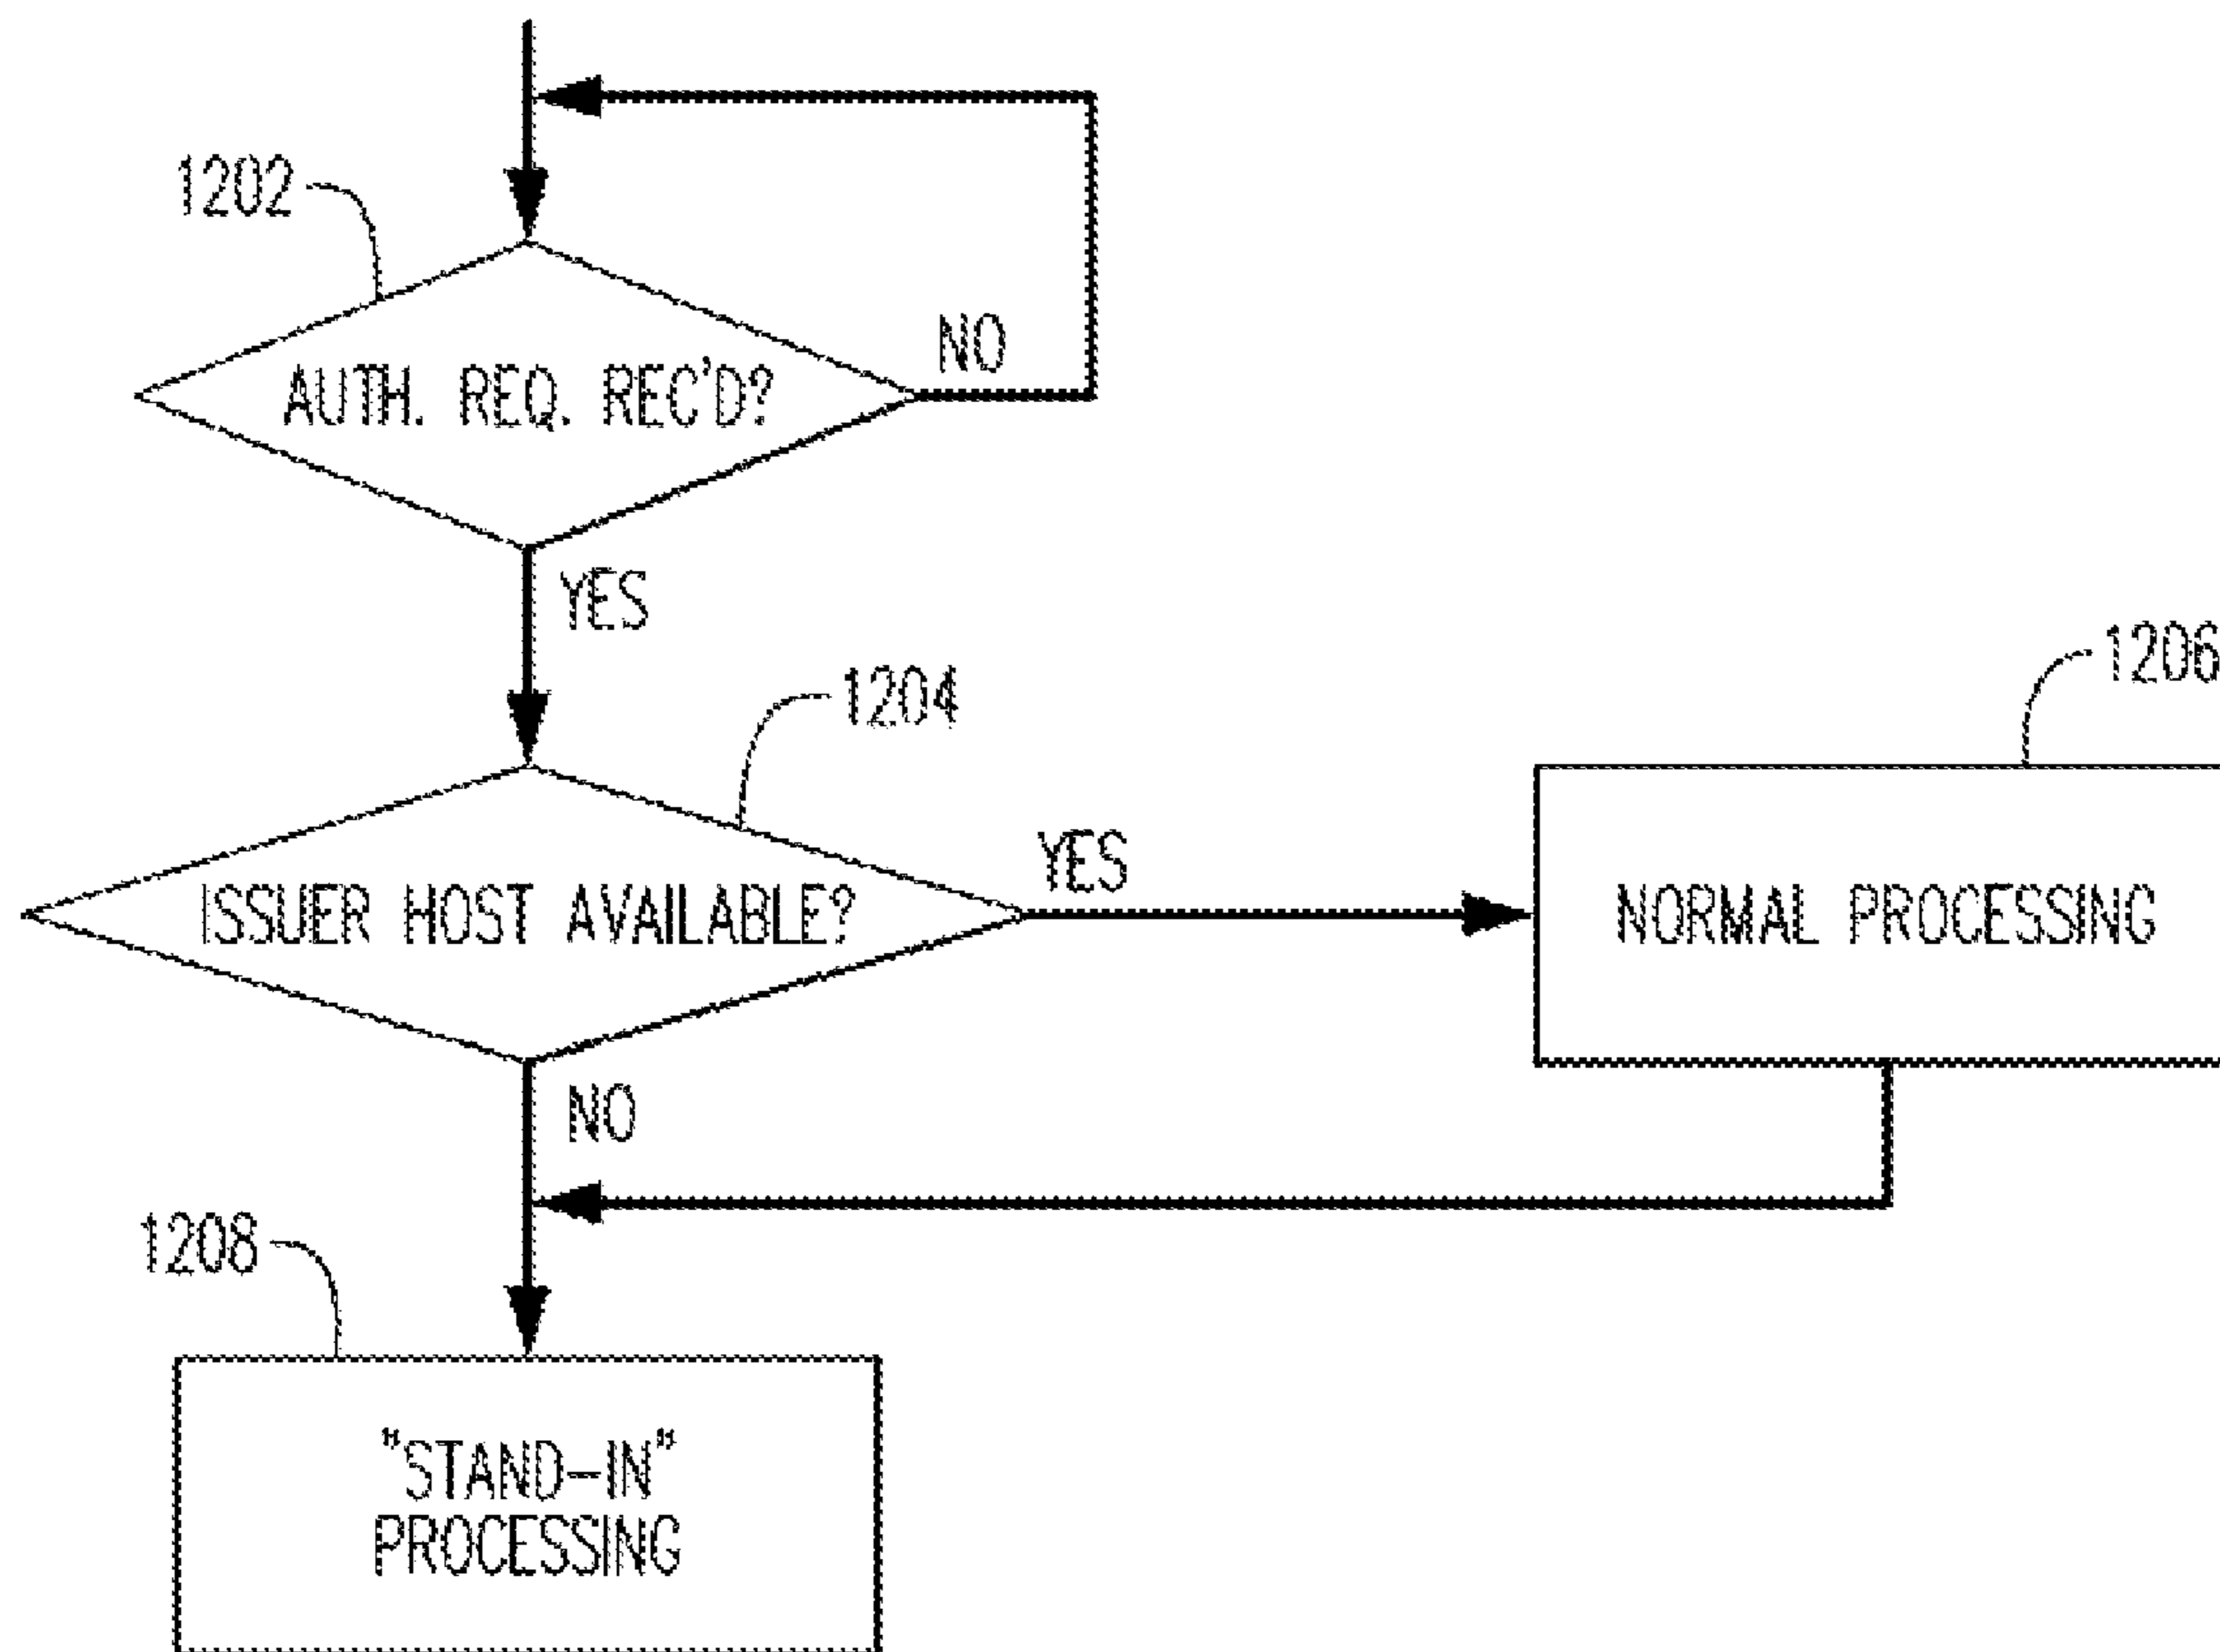 1202
NO
AUTH. REQ. REC'D?
YES
1206
1204
YES
ISSUER HOST AVAILABLE?
NORMAL PROCESSING
NO
1208
"STAND-IN"
PROCESSING